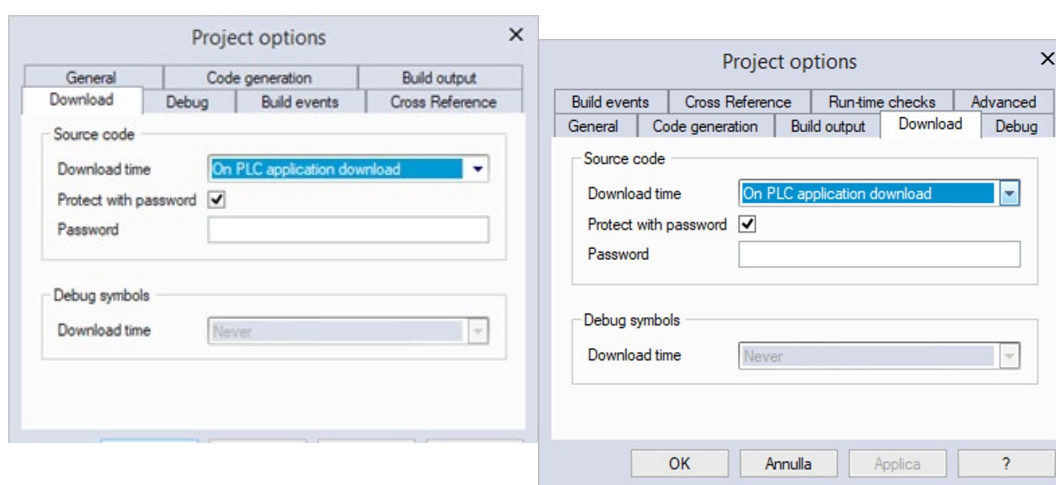 Project options
General Code generation Build output
Download Debug Build events Cross Reference
Source code
Download time On PLC application download
Protect with password
Password
Debug symbols
Download time Never
Project options
Build events Cross Reference Run-time checks Advanced
General Code generation Build output Download Debug
Source code
Download time On PLC application download
Protect with password
Password
Debug symbols
Download time Never
OK Annulla Applica ?